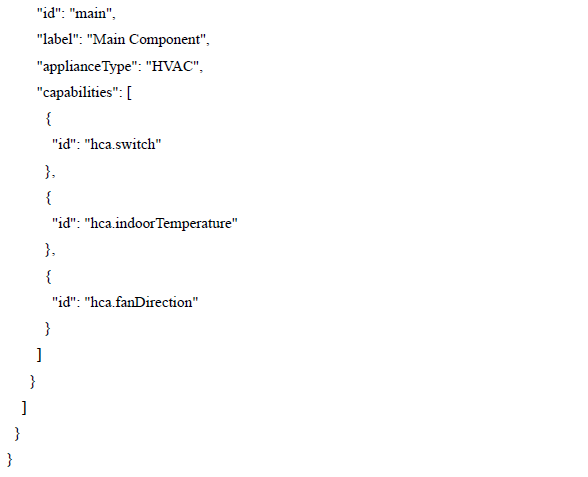 "id": "main",
"label": "Main Component",
"applianceType": "HVAC",
"capabilities": [
{
"id": "hca.switch"
},
{
"id": "hca.indoorTemperature"
},
{
"id": "hca.fanDirection"
}
]
}
]
}
}